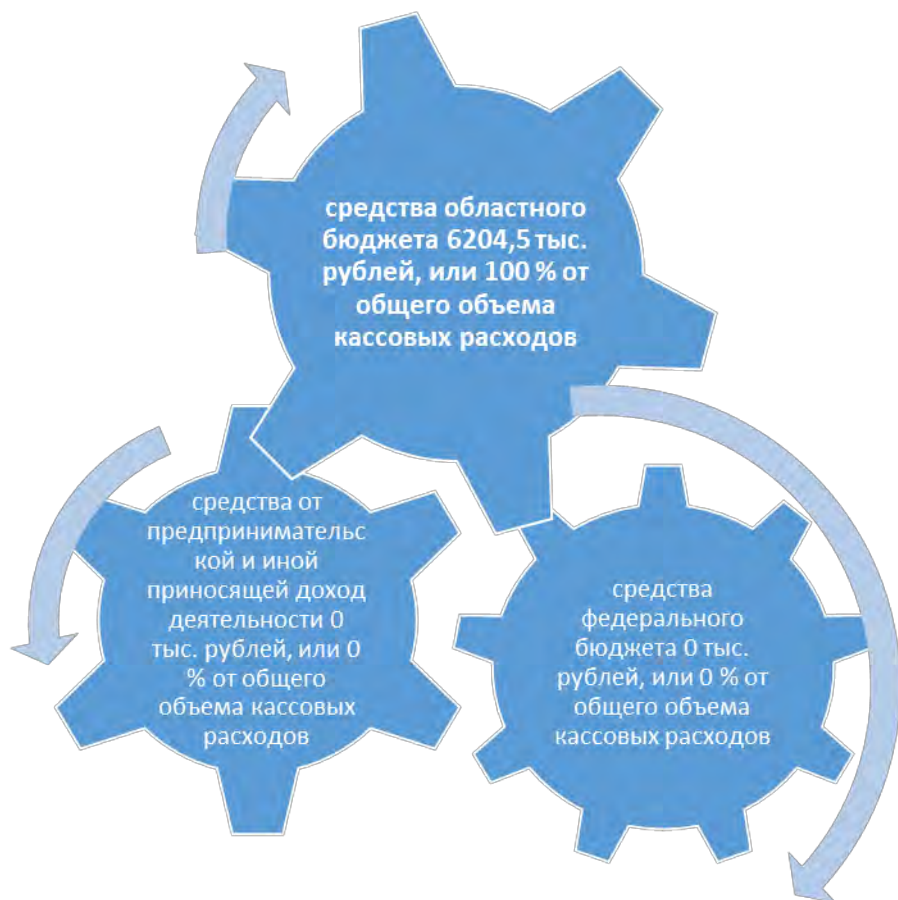 средства областного
бюджета 6204,5 тыс.
рублей, или 100 % от
общего объема
кассовых расходов
средства от
предпринимательс
кой и иной
приносящей доход
деятельности 0
тыс. рублей, или 0
% от общего
объема кассовых
расходов
средства
федерального
бюджета 0 тыс.
рублей, или 0 % от
общего объема
кассовых расходов